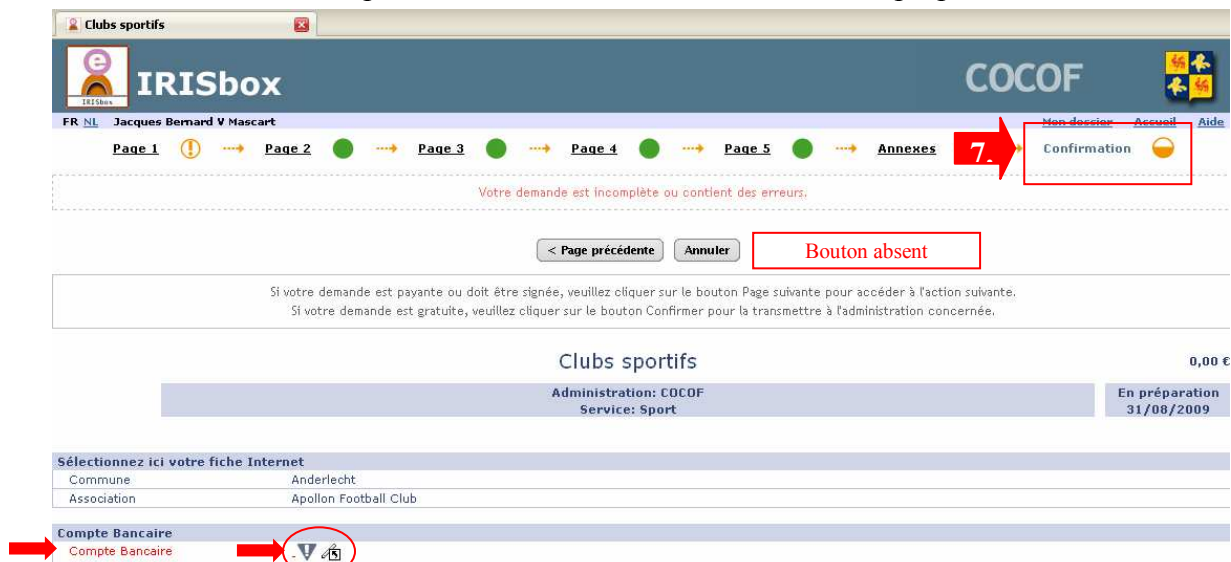 Clubs sportifs
IRISbox
IRISbox COCOF
FR NL Jacques Bernard V Mascart Mon dossier Accueil Aide
Page 1 Page 2 Page 3 Page 4 Page 5 Annexes 7. Confirmation
Votre demande est incomplète ou contient des erreurs.
< Page précédente Annuler Bouton absent
Si votre demande est payante ou doit être signée, veuillez cliquer sur le bouton Page suivante pour accéder à l'action suivante.
Si votre demande est gratuite, veuillez cliquer sur le bouton Confirmer pour la transmettre à l'administration concernée.
Clubs sportifs 0,00 €
Administration: COCOF En préparation
Service: Sport 31/08/2009
Sélectionnez ici votre fiche Internet
Commune Anderlecht
Association Apollon Football Club
Compte Bancaire
Compte Bancaire -